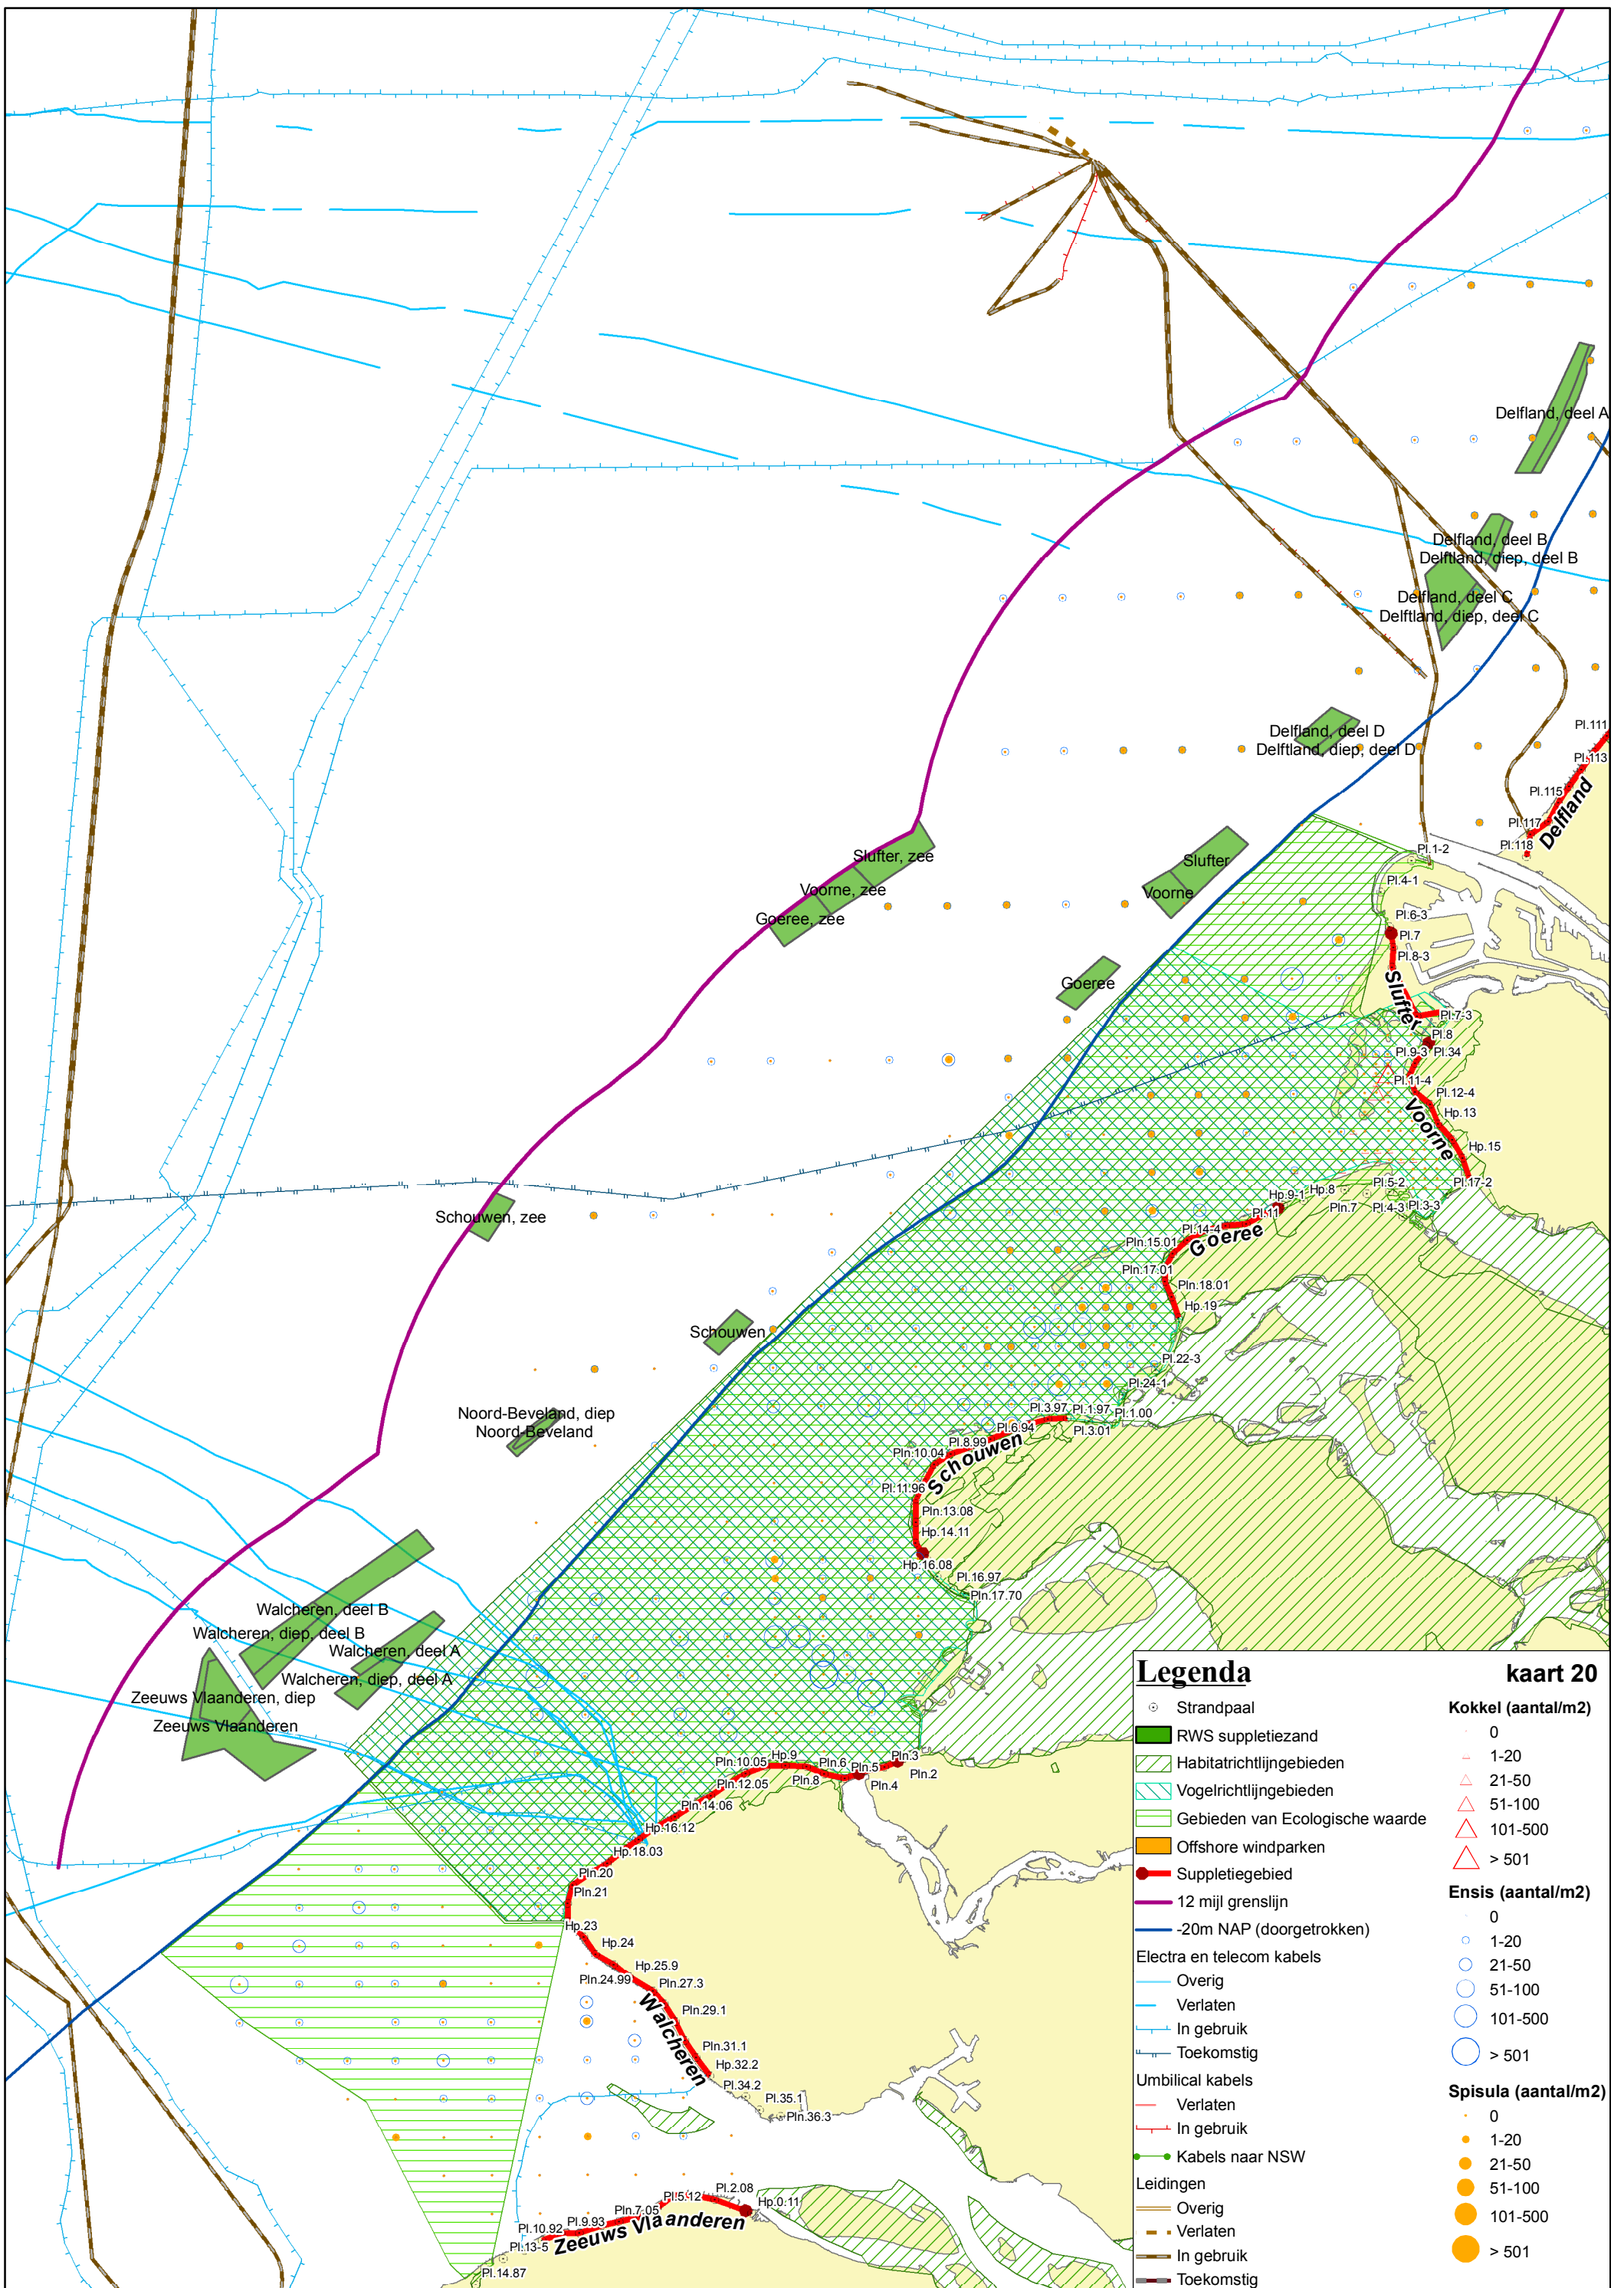 Delfland, deel A
Delfland, deel B
Delftland, diep, deel B
Delfland, deel C
Delftland, diep, deel C
Delfland, deel D
Delftland, diep, deel D
Pl.111
Pl.113
Pl.115
Pl.117
Pl.118
Delfland
Slufter, zee
Voorne, zee
Goeree, zee
Slufter
Voorne
Goeree
Pl.1-2
Pl.4-1
Pl.6-3
Pl.7
Pl.8-3
Slufter
Pl.7-3
Pl.8
Pl.9-3
Pl.34
Pl.11-4
Pl.12-4
Hp.13
Voorne
Hp.15
Pl.17-2
Pl.5-2
Pl.4-3
Pl.3-3
Pln.7
Hp.8
Hp.9-1
Pl.11
Pl.14-4
Goeree
Pln.15.01
Pln.17.01
Pln.18.01
Hp.19
Pl.22-3
Pl.24-1
Schouwen, zee
Schouwen
Noord-Beveland, diep
Noord-Beveland
Pl.1.00
Pl.1.97
Pl.3.01
Pl.3.97
Pl.6.94
Pl.8.99
Schouwen
Pln.10.04
Pl.11.96
Pln.13.08
Hp.14.11
Hp.16.08
Pl.16.97
Pln.17.70
Walcheren, deel B
Walcheren, diep, deel B
Walcheren, deel A
Walcheren, diep, deel A
Zeeuws Vlaanderen, diep
Zeeuws Vlaanderen
Pln.3
Pln.2
Pln.4
Pln.5
Pln.6
Pln.8
Hp.9
Pln.10.05
Pln.12.05
Pln.14.06
Hp.16.12
Hp.18.03
Pln.20
Pln.21
Hp.23
Hp.24
Pln.24.99
Hp.25.9
Pln.27.3
Pln.29.1
Walcheren
Pln.31.1
Hp.32.2
Pl.34.2
Pl.35.1
Pln.36.3
Hp.0.11
Pl.2.08
Pl.5.12
Pln.7.05
Pl.9.93
Pl.10.92
Pl.13-5
Pl.14.87
Zeeuws Vlaanderen
Legenda
kaart 20
Strandpaal
RWS suppletiezand
Habitatrichtlijngebieden
Vogelrichtlijngebieden
Gebieden van Ecologische waarde
Offshore windparken
Suppletiegebied
12 mijl grenslijn
-20m NAP (doorgetrokken)
Electra en telecom kabels
Overig
Verlaten
In gebruik
Toekomstig
Umbilical kabels
Verlaten
In gebruik
Kabels naar NSW
Leidingen
Overig
Verlaten
In gebruik
Toekomstig
Kokkel (aantal/m2)
0
1-20
21-50
51-100
101-500
> 501
Ensis (aantal/m2)
0
1-20
21-50
51-100
101-500
> 501
Spisula (aantal/m2)
0
1-20
21-50
51-100
101-500
> 501